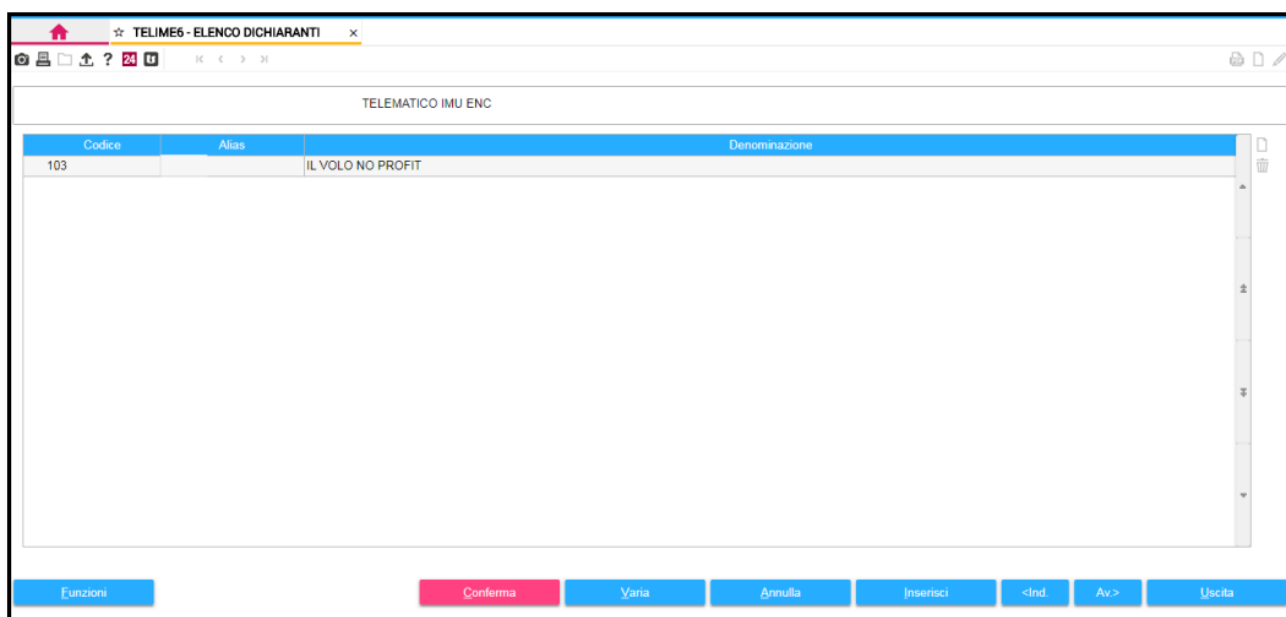 TELIME6 - ELENCO DICHIARANTI
? 24
TELEMATICO IMU ENC
Codice Alias Denominazione
103 IL VOLO NO PROFIT
Funzioni Conferma Varia Annulla Inserisci <Ind. Av.> Uscita